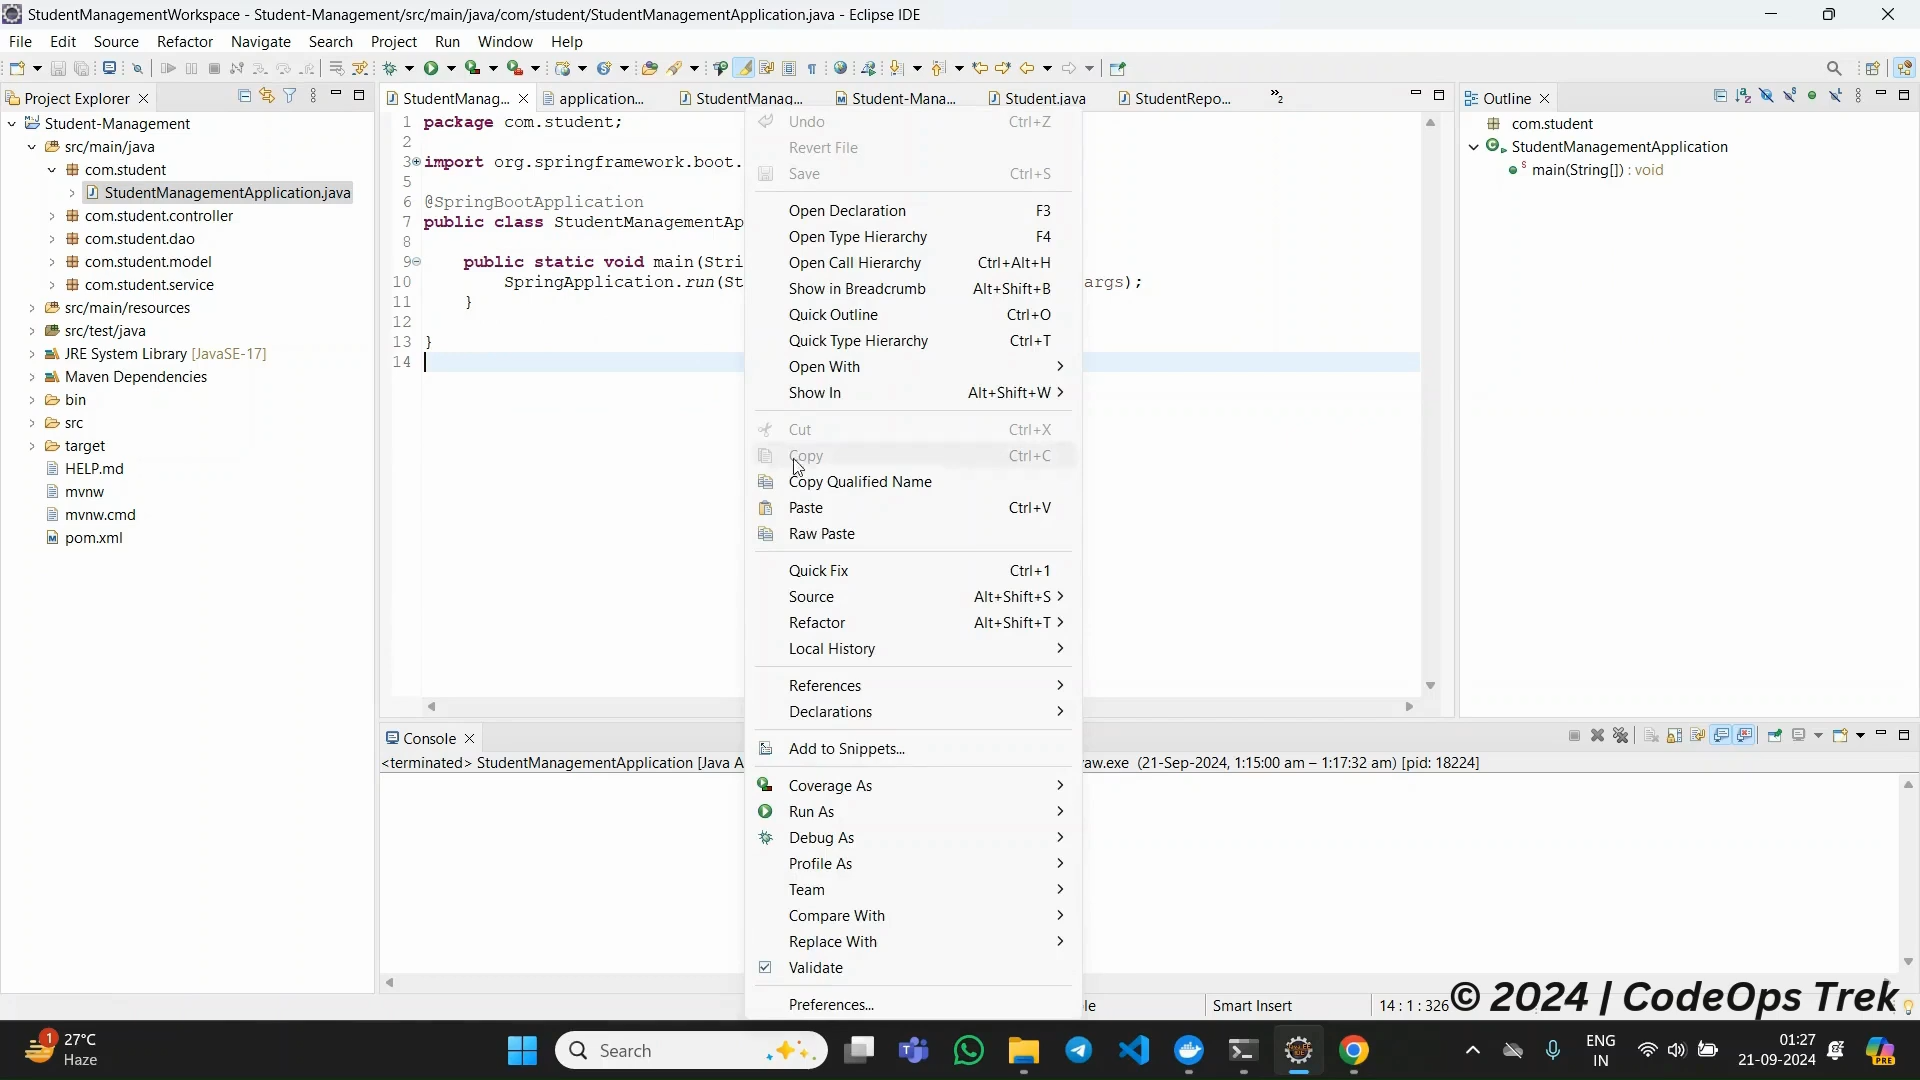 StudentManagementWorkspace - Student-Management/src/main/java/com/student/StudentManagementApplication.java - Eclipse IDE
File Edit Source Refactor Navigate Search Project Run Window Help
Project Explorer
Student-Management
src/main/java
com.student
StudentManagementApplication.java
com.student.controller
com.student.dao
com.student.model
com.student.service
src/main/resources
src/test/java
JRE System Library [JavaSE-17]
Maven Dependencies
bin
src
target
HELP.md
mvnw
mvnw.cmd
pom.xml
StudentManag... application... StudentManag... Student-Mana... Student.java StudentRepo... »2
1 package com.student;
2
3 import org.springframework.boot.
5
6 @SpringBootApplication
7 public class StudentManagementAp
8
9 public static void main(Stri
10 SpringApplication.run(St args);
11 }
12
13 }
14
Undo Ctrl+Z
Revert File
Save Ctrl+S
Open Declaration F3
Open Type Hierarchy F4
Open Call Hierarchy Ctrl+Alt+H
Show in Breadcrumb Alt+Shift+B
Quick Outline Ctrl+O
Quick Type Hierarchy Ctrl+T
Open With
Show In Alt+Shift+W
Cut Ctrl+X
Copy Ctrl+C
Copy Qualified Name
Paste Ctrl+V
Raw Paste
Quick Fix Ctrl+1
Source Alt+Shift+S
Refactor Alt+Shift+T
Local History
References
Declarations
Add to Snippets...
Coverage As
Run As
Debug As
Profile As
Team
Compare With
Replace With
Validate
Preferences...
Outline
com.student
StudentManagementApplication
main(String[]) : void
Console
<terminated> StudentManagementApplication [Java A aw.exe (21-Sep-2024, 1:15:00 am – 1:17:32 am) [pid: 18224]
le Smart Insert 14 : 1 : 326
© 2024 | CodeOps Trek
1 27°C
Haze
Search
ENG
IN
01:27
21-09-2024
PRE